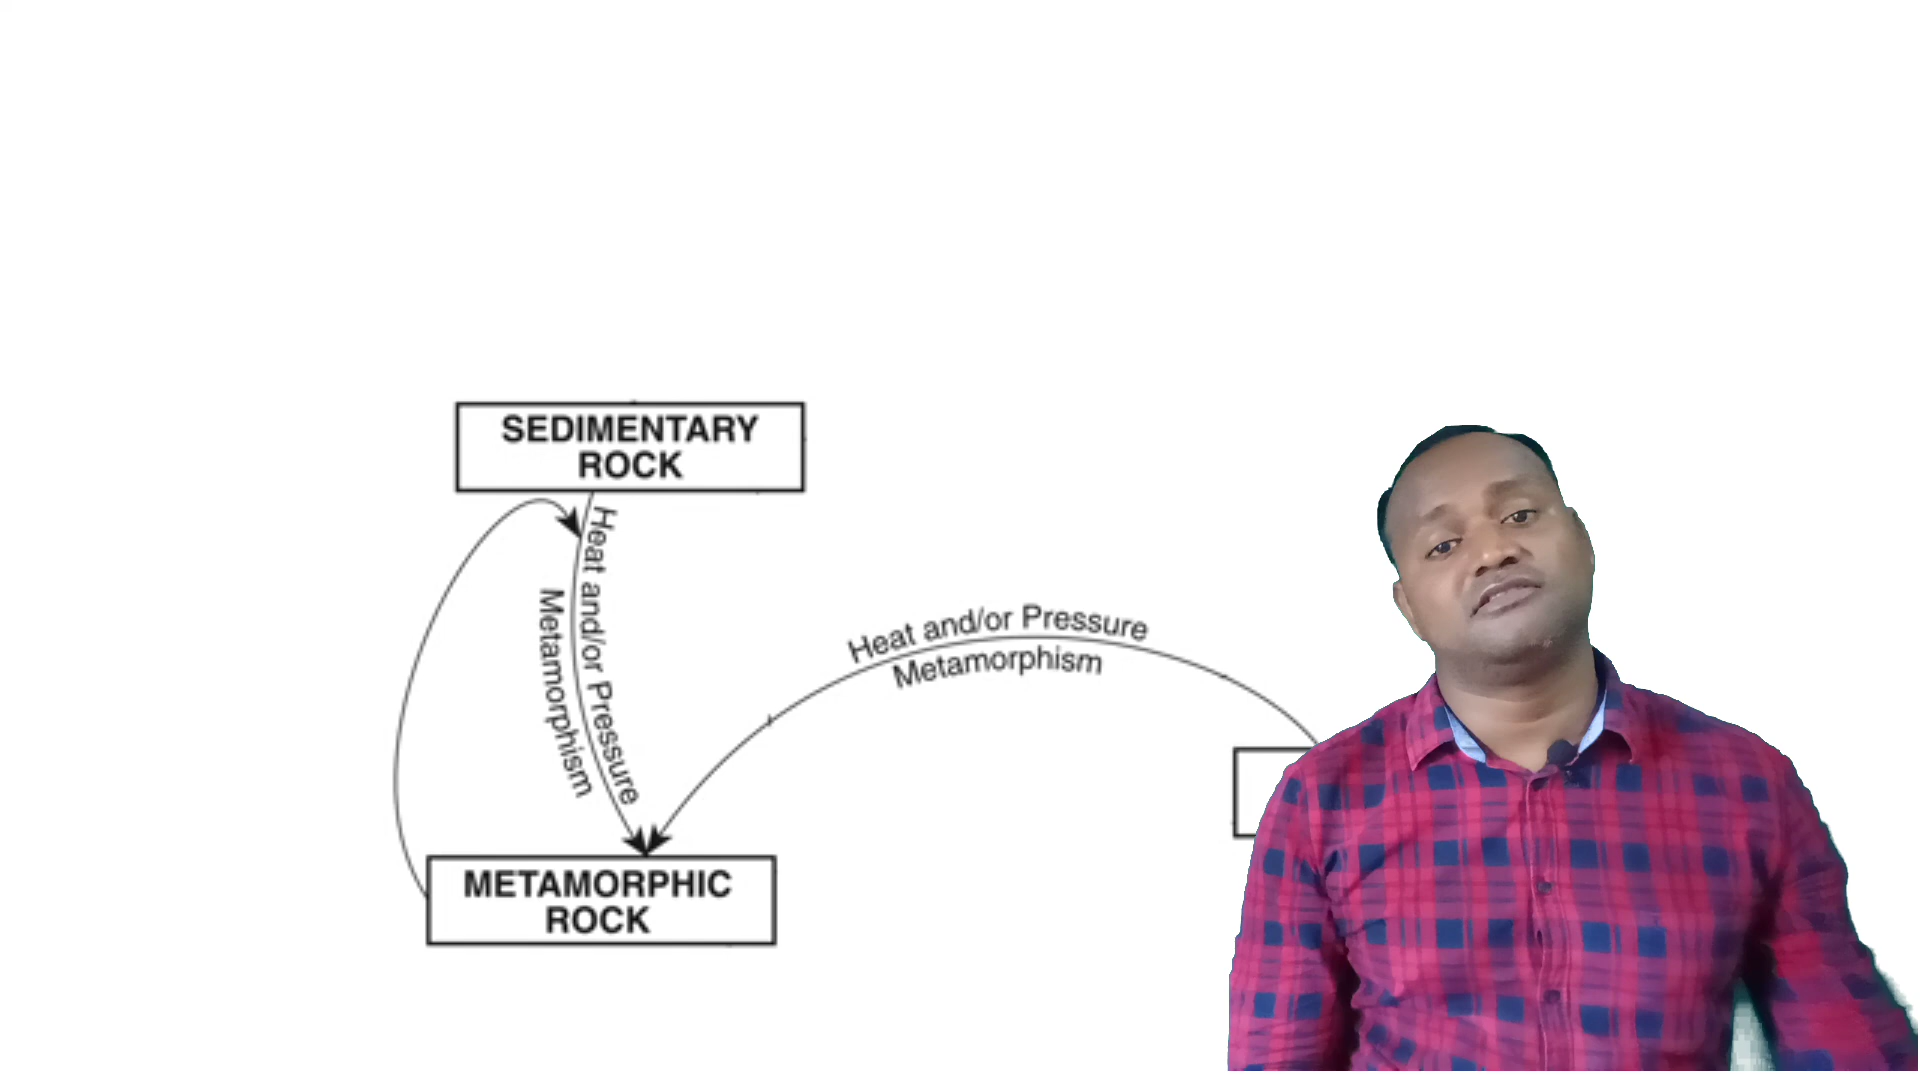 SEDIMENTARY
ROCK
Heat and/or Pressure
Metamorphism
Heat and/or Pressure
Metamorphism
METAMORPHIC
ROCK